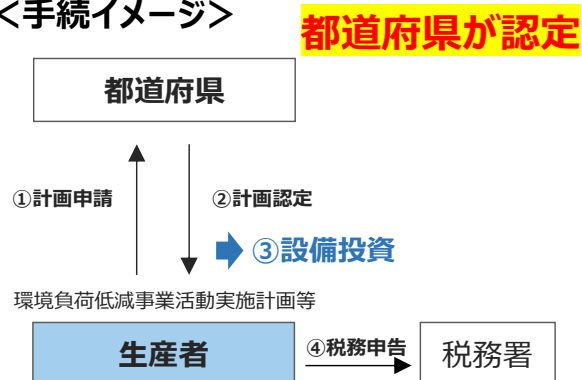 ＜手続イメージ＞
都道府県が認定
都道府県
①計画申請
②計画認定
③設備投資
環境負荷低減事業活動実施計画等
生産者
④税務申告
税務署